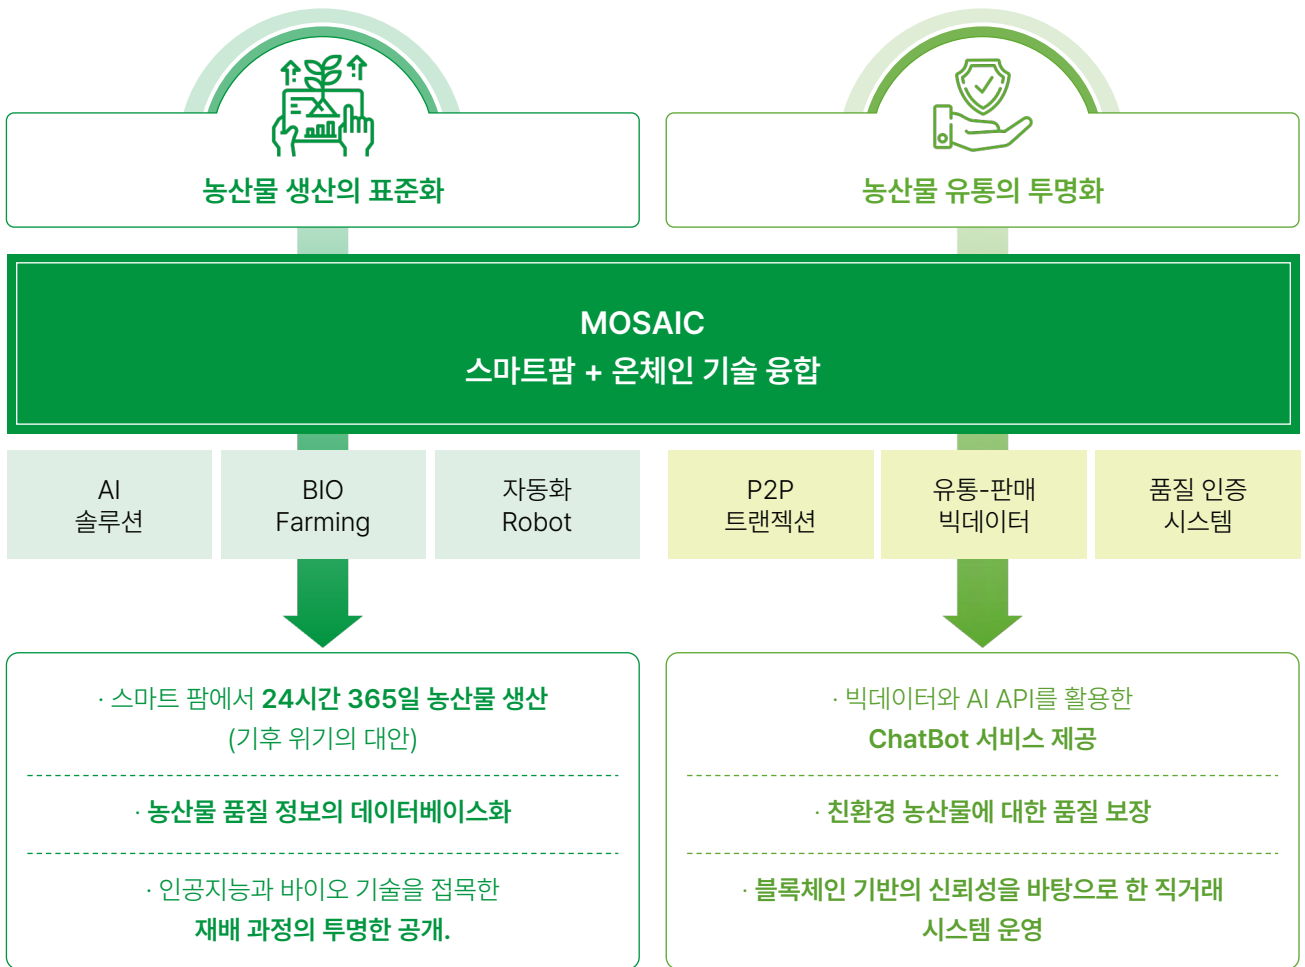 농산물 생산의 표준화
농산물 유통의 투명화
MOSAIC
스마트팜 + 온체인 기술 융합
AI
솔루션
BIO
Farming
자동화
Robot
P2P
트랜젝션
유통-판매
빅데이터
품질 인증
시스템
· 스마트 팜에서 24시간 365일 농산물 생산
(기후 위기의 대안)
· 농산물 품질 정보의 데이터베이스화
· 인공지능과 바이오 기술을 접목한
재배 과정의 투명한 공개.
· 빅데이터와 AI API를 활용한
ChatBot 서비스 제공
· 친환경 농산물에 대한 품질 보장
· 블록체인 기반의 신뢰성을 바탕으로 한 직거래
시스템 운영